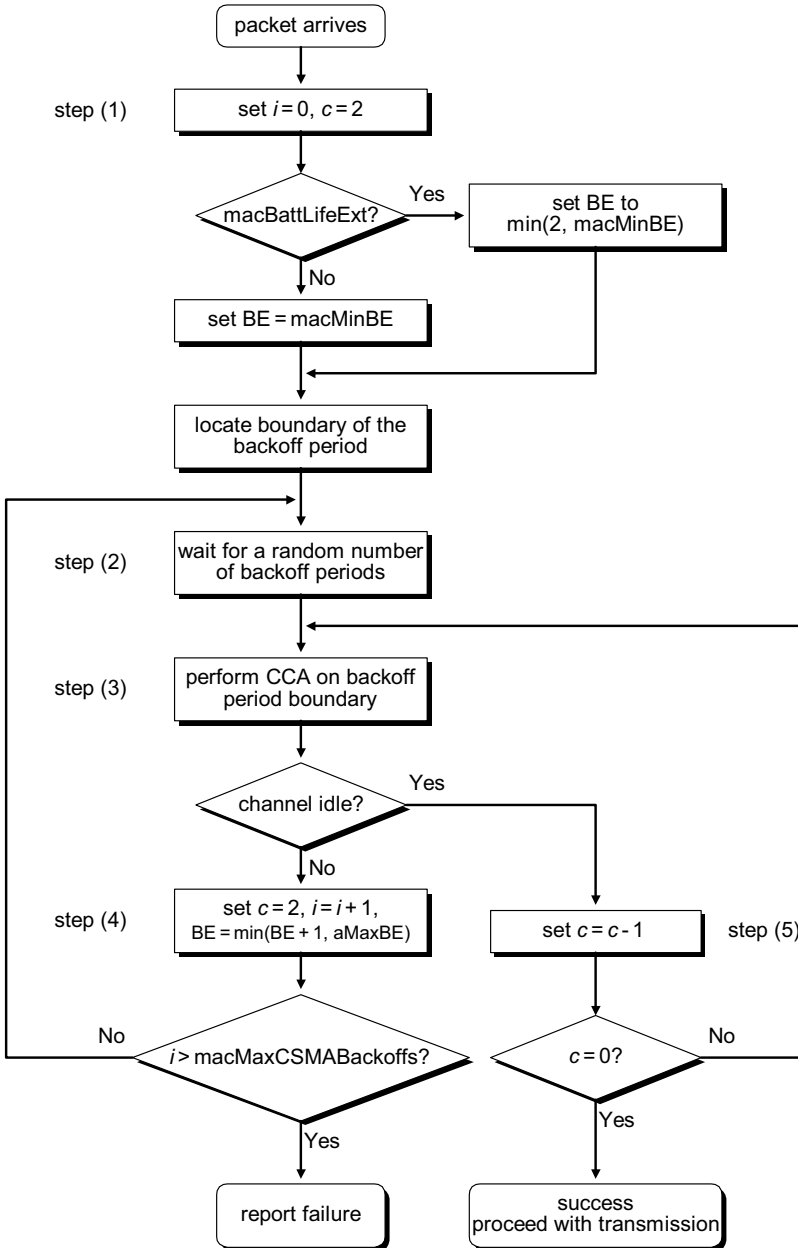 packet arrives
step (1)
set i = 0, c = 2
macBattLifeExt?
Yes
set BE to
min(2, macMinBE)
No
set BE = macMinBE
locate boundary of the
backoff period
step (2)
wait for a random number
of backoff periods
step (3)
perform CCA on backoff
period boundary
channel idle?
Yes
No
step (4)
set c = 2, i = i + 1,
BE = min(BE + 1, aMaxBE)
set c = c - 1
step (5)
No
i > macMaxCSMABackoffs?
c = 0?
No
Yes
Yes
report failure
success
proceed with transmission